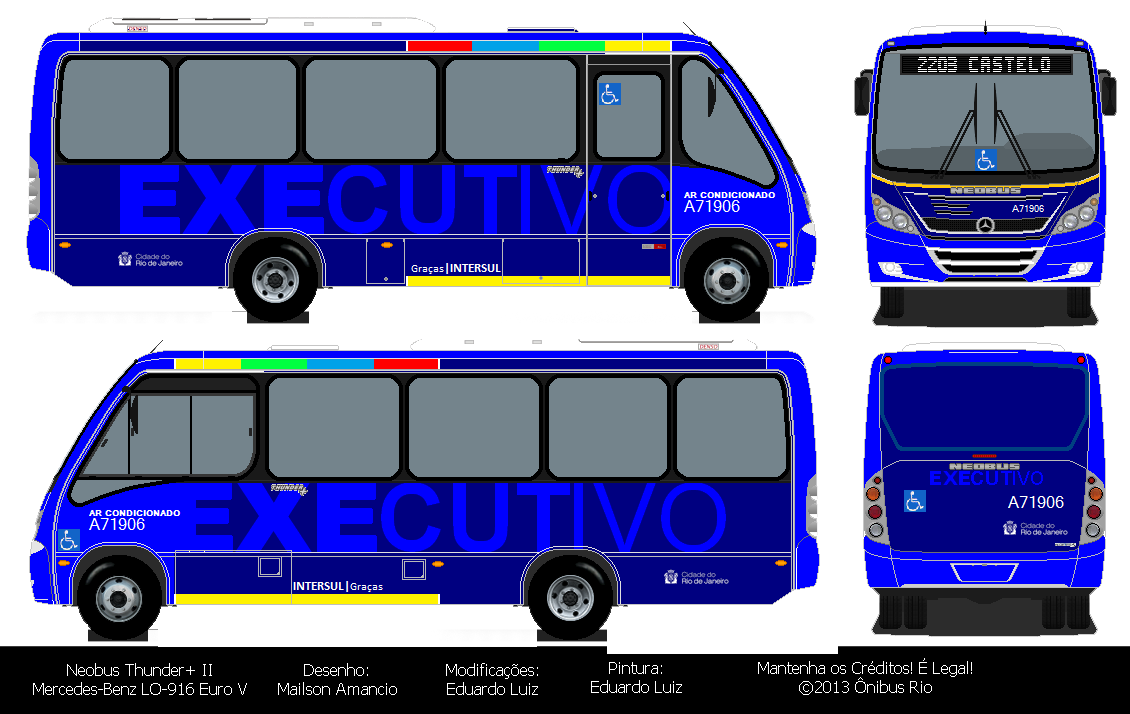 DENSO
2203 CASTELO
THUNDER+
EXECUTIVO
AR CONDICIONADO
A71906
NEOBUS
A71906
Cidade do
Rio de Janeiro
Graças|INTERSUL
DENSO
NEOBUS
EXECUTIVO
THUNDER+
EXECUTIVO
AR CONDICIONADO
A71906
A71906
Cidade do
Rio de Janeiro
INTERSUL|Graças
Cidade do
Rio de Janeiro
Neobus Thunder+ II
Mercedes-Benz LO-916 Euro V
Desenho:
Mailson Amancio
Modificações:
Eduardo Luiz
Pintura:
Eduardo Luiz
Mantenha os Créditos! É Legal!
©2013 Ônibus Rio